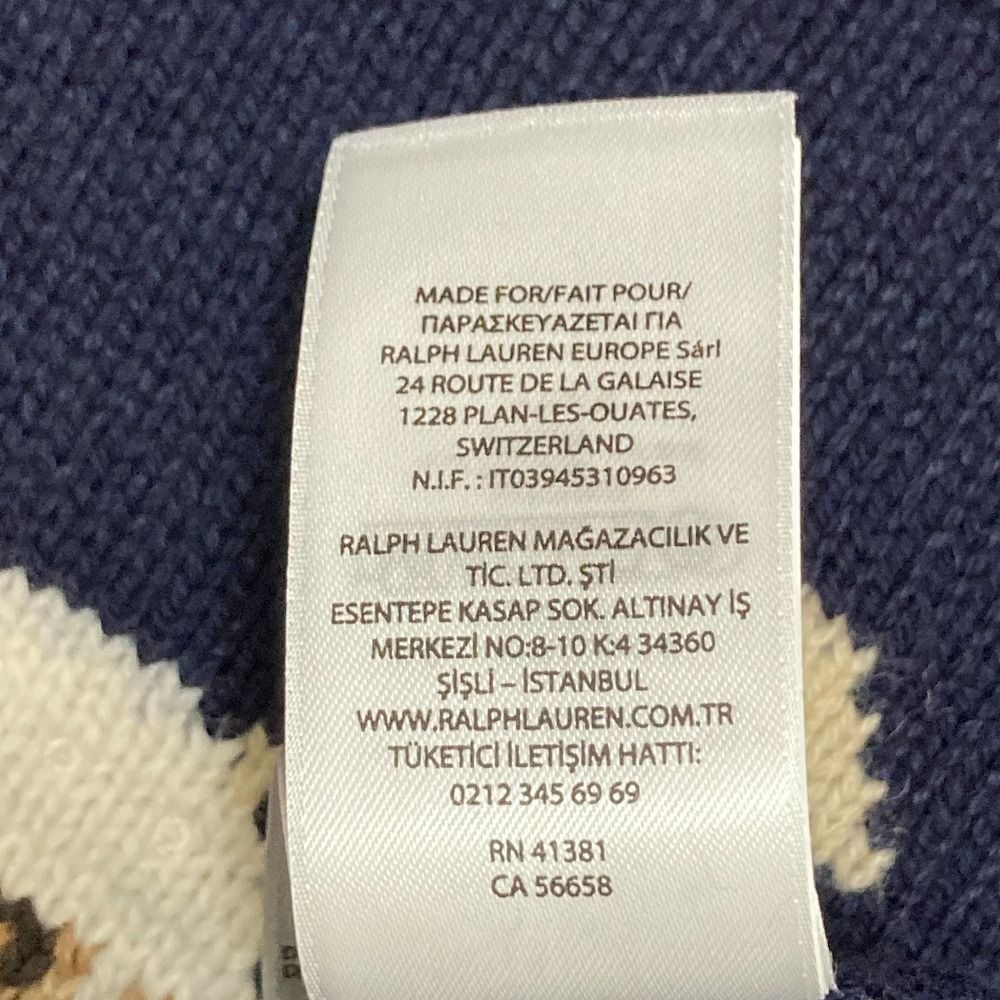 MADE FOR/FAIT POUR/
ΠΑΡΑΣΚΕΥΑΖΕΤΑΙ ΓΙΑ
RALPH LAUREN EUROPE Sárl
24 ROUTE DE LA GALAISE
1228 PLAN-LES-OUATES,
SWITZERLAND
N.I.F. : IT03945310963
RALPH LAUREN MAĞAZACILIK VE
TİC. LTD. ŞTİ
ESENTEPE KASAP SOK. ALTINAY İŞ
MERKEZİ NO:8-10 K:4 34360
ŞİŞLİ – İSTANBUL
WWW.RALPHLAUREN.COM.TR
TÜKETİCİ İLETİŞİM HATTI:
0212 345 69 69
RN 41381
CA 56658